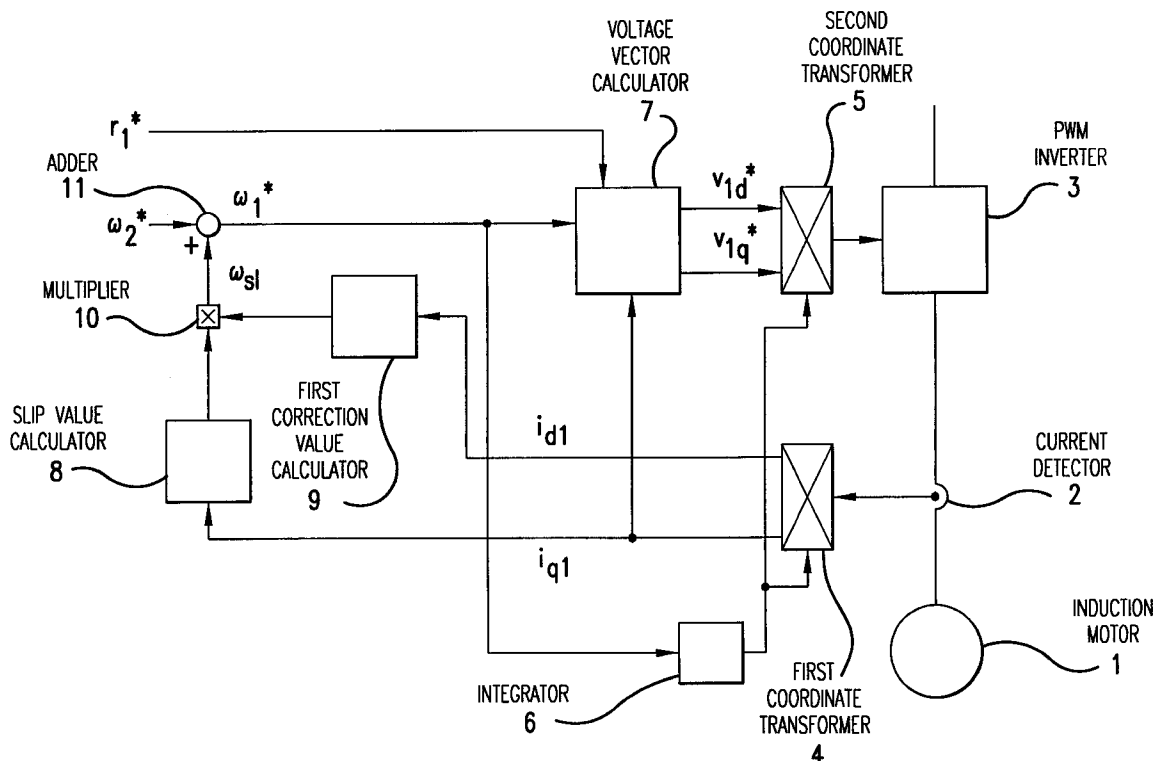 VOLTAGE
VECTOR
CALCULATOR
7
SECOND
COORDINATE
TRANSFORMER
5
PWM
INVERTER
3
r1*
ADDER
11
ω2*
+
ω1*
v1d*
v1q*
ωsl
MULTIPLIER
10
×
SLIP VALUE
CALCULATOR
8
FIRST
CORRECTION
VALUE
CALCULATOR
9
id1
iq1
CURRENT
DETECTOR
2
INTEGRATOR
6
FIRST
COORDINATE
TRANSFORMER
4
INDUCTION
MOTOR
1